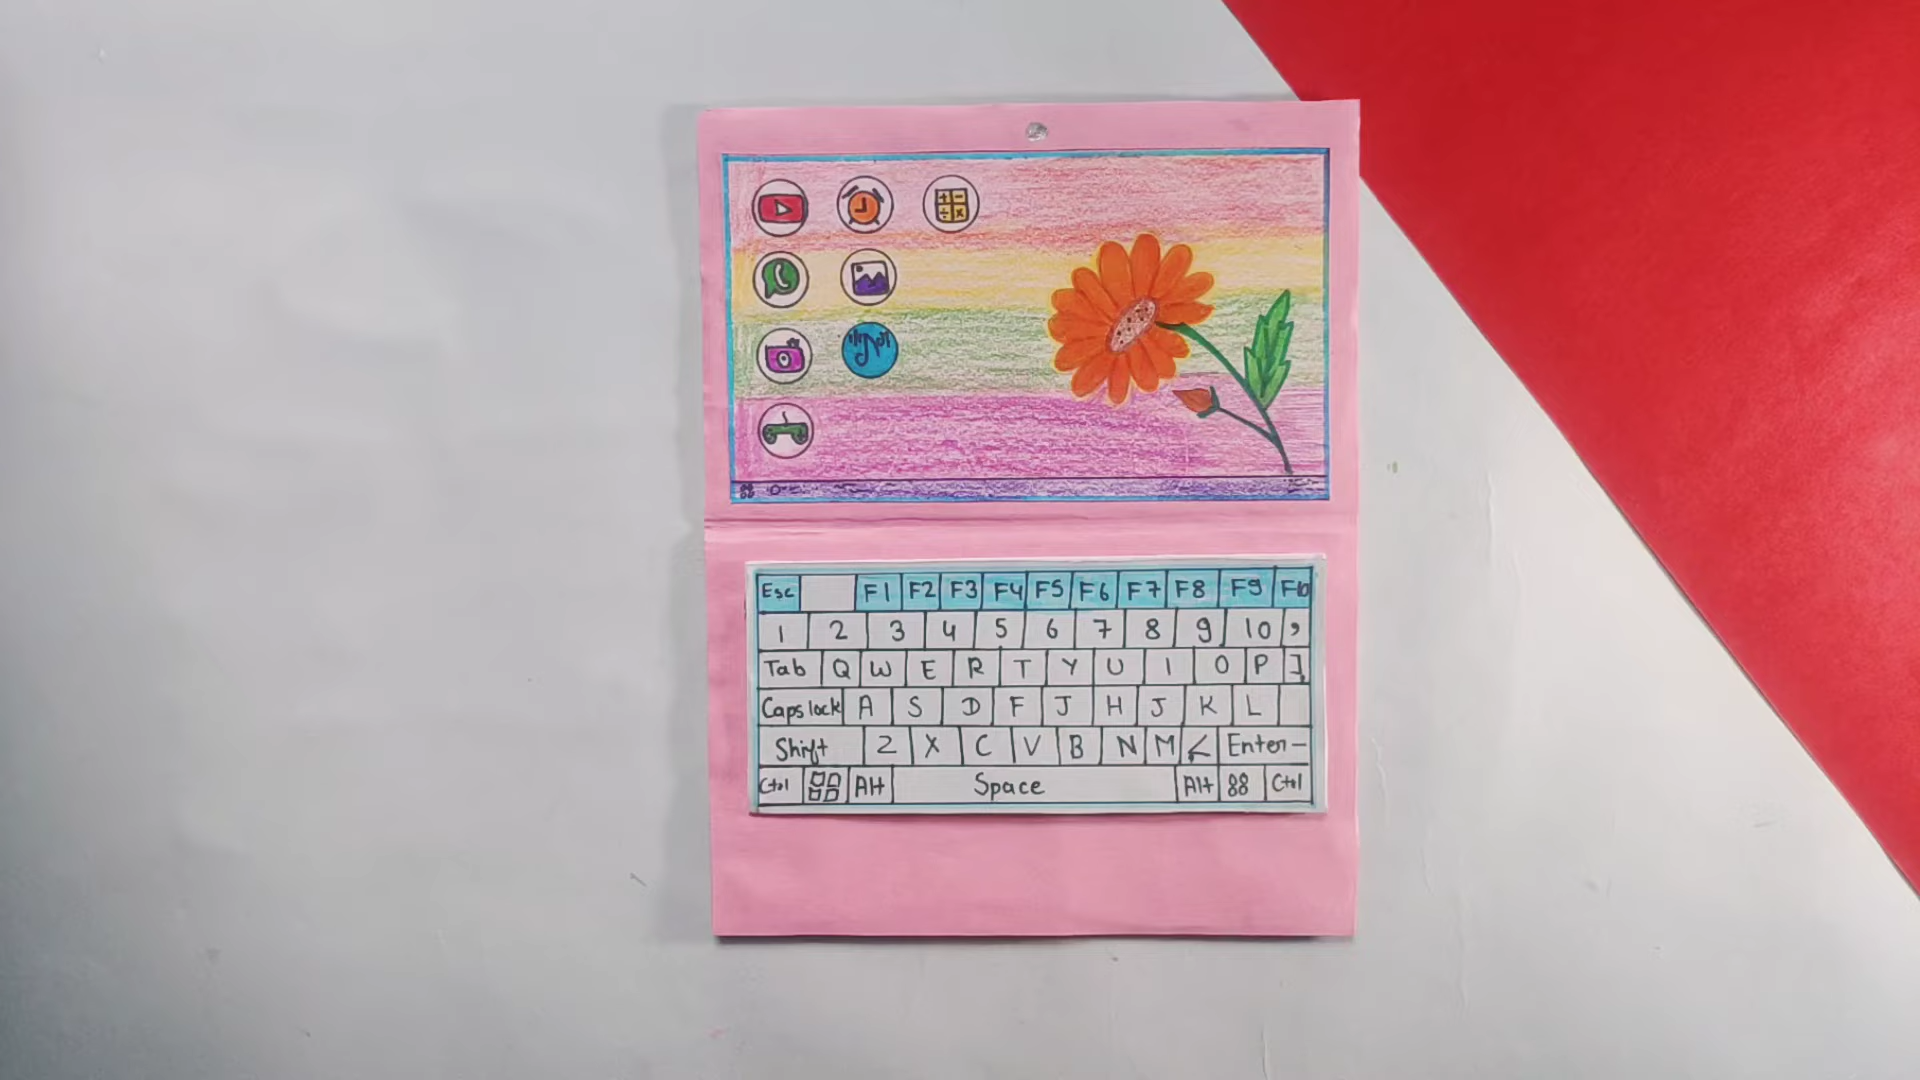 Esc F1 F2 F3 F4 F5 F6 F7 F8 F9 F10
1 2 3 4 5 6 7 8 9 10 ,
Tab Q W E R T Y U I O P ]
Caps lock A S D F J H J K L
Shift Z X C V B N M < Enter
Ctrl Alt Space Alt Ctrl